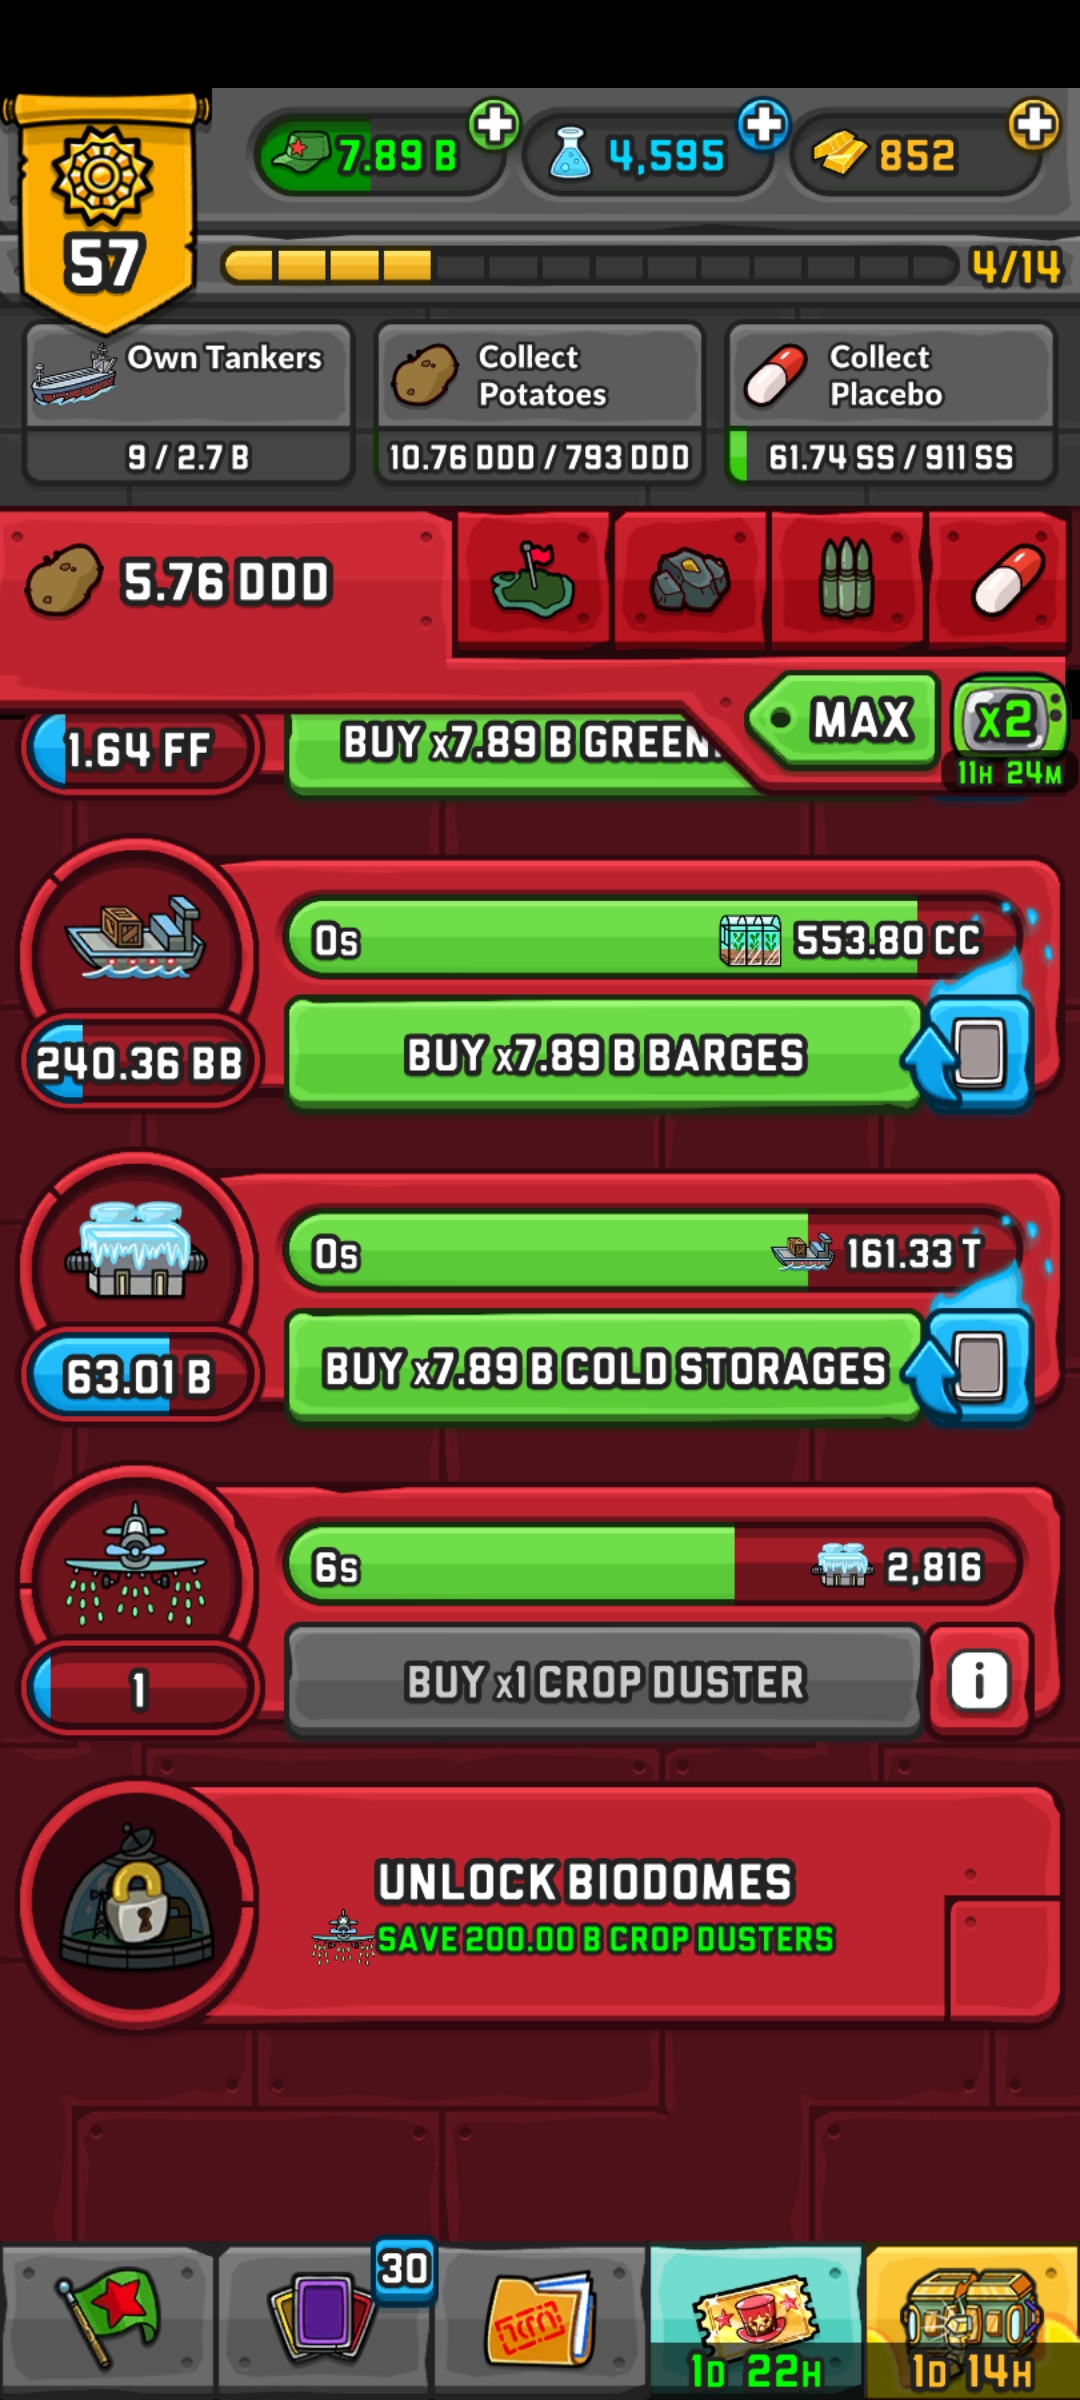 7.89 B
4,595
852
57
4/14
Own Tankers
9 / 2.7 B
Collect
Potatoes
10.76 DDD / 793 DDD
Collect
Placebo
61.74 SS / 911 SS
5.76 DDD
MAX
x2
11H 24M
1.64 FF
BUY x7.89 B GREEN
0s
553.80 CC
240.36 BB
BUY x7.89 B BARGES
0s
161.33 T
63.01 B
BUY x7.89 B COLD STORAGES
6s
2,816
1
BUY x1 CROP DUSTER
i
UNLOCK BIODOMES
SAVE 200.00 B CROP DUSTERS
30
1D 22H
1D 14H